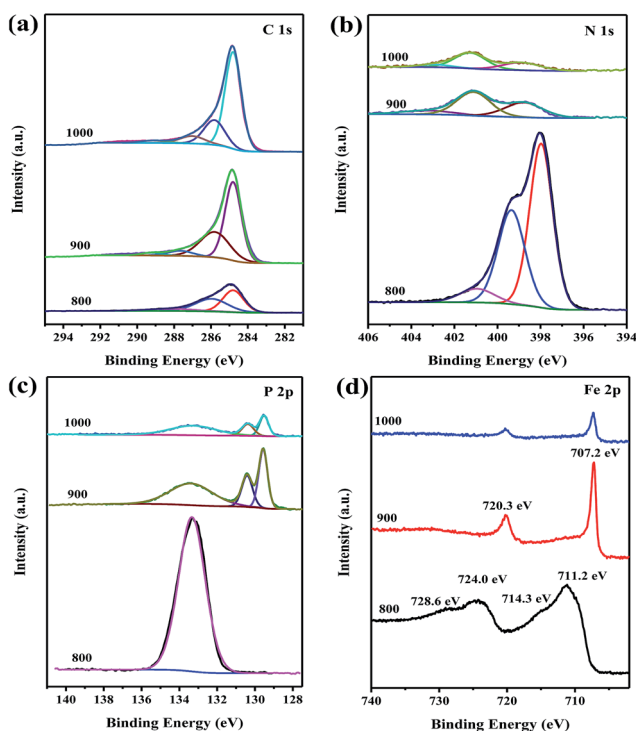 (a) C 1s
1000
900
800
Intensity (a.u.)
294 292 290 288 286 284 282
Binding Energy (eV)
(b) N 1s
1000
900
800
Intensity (a.u.)
406 404 402 400 398 396 394
Binding Energy (eV)
(c) P 2p
1000
900
800
Intensity (a.u.)
140 138 136 134 132 130 128
Binding Energy (eV)
(d) Fe 2p
1000
707.2 eV
900
720.3 eV
711.2 eV
724.0 eV
714.3 eV
728.6 eV
800
Intensity (a.u.)
740 730 720 710
Binding Energy (eV)